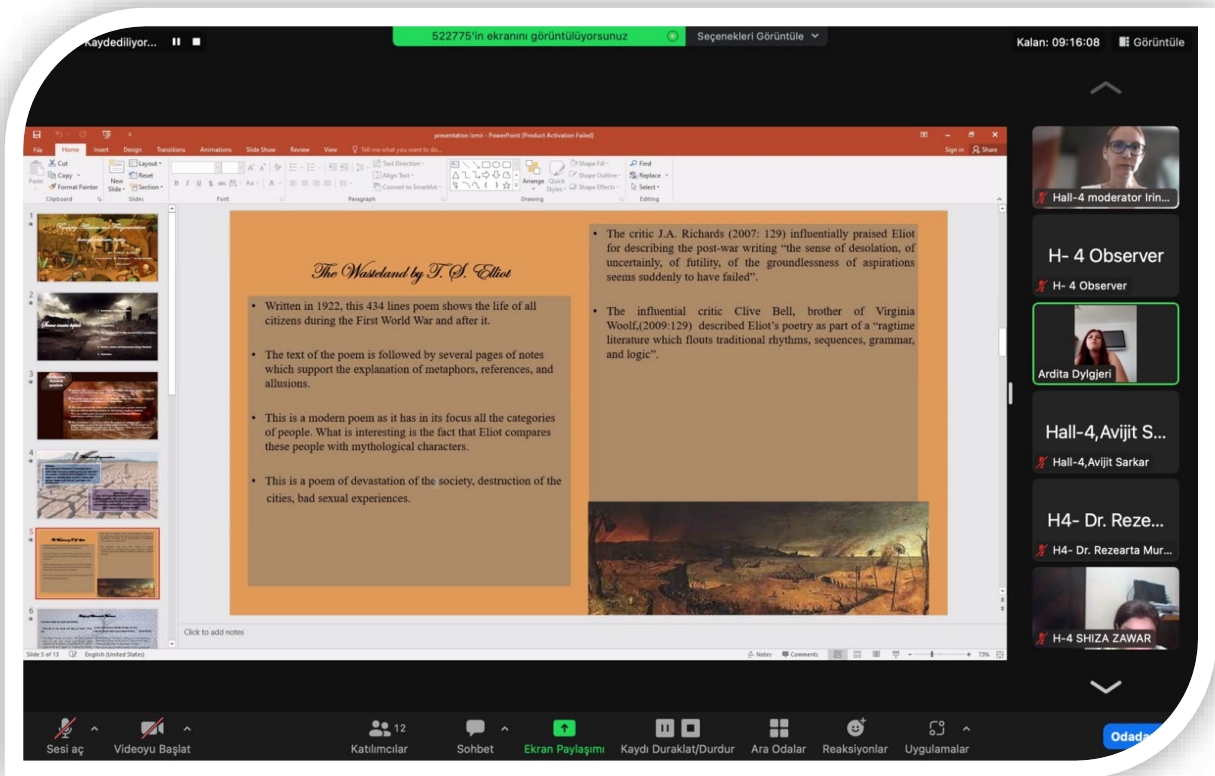 Kaydediliyor...
522775'in ekranını görüntülüyorsunuz
Seçenekleri Görüntüle
Kalan: 09:16:08
Görüntüle
presentation Izmir - PowerPoint (Product Activation Failed)
File Home Insert Design Transitions Animations Slide Show Review View Tell me what you want to do...
Sign in Share
Paste
Cut
Copy
Format Painter
Clipboard
New
Slide
Layout
Reset
Section
Slides
Font
Text Direction
Align Text
Convert to SmartArt
Paragraph
Arrange
Quick
Styles
Shape Fill
Shape Outline
Shape Effects
Drawing
Find
Replace
Select
Editing
1
2
3
4
5
6
The Wasteland by T. S. Elliot
• Written in 1922, this 434 lines poem shows the life of all
citizens during the First World War and after it.
• The text of the poem is followed by several pages of notes
which support the explanation of metaphors, references, and
allusions.
• This is a modern poem as it has in its focus all the categories
of people. What is interesting is the fact that Eliot compares
these people with mythological characters.
• This is a poem of devastation of the society, destruction of the
cities, bad sexual experiences.
• The critic J.A. Richards (2007: 129) influentially praised Eliot
for describing the post-war writing “the sense of desolation, of
uncertainly, of futility, of the groundlessness of aspirations
seems suddenly to have failed”.
• The influential critic Clive Bell, brother of Virginia
Woolf,(2009:129) described Eliot’s poetry as part of a “ragtime
literature which flouts traditional rhythms, sequences, grammar,
and logic”.
Click to add notes
Slide 5 of 13 English (United States)
Notes Comments 73%
Hall-4 moderator Irin...
H- 4 Observer
H- 4 Observer
Ardita Dylgjeri
Hall-4,Avijit S...
Hall-4,Avijit Sarkar
H4- Dr. Reze...
H4- Dr. Rezearta Mur...
H-4 SHIZA ZAWAR
Sesi aç
Videoyu Başlat
12
Katılımcılar
Sohbet
Ekran Paylaşımı
Kaydı Duraklat/Durdur
Ara Odalar
Reaksiyonlar
Uygulamalar